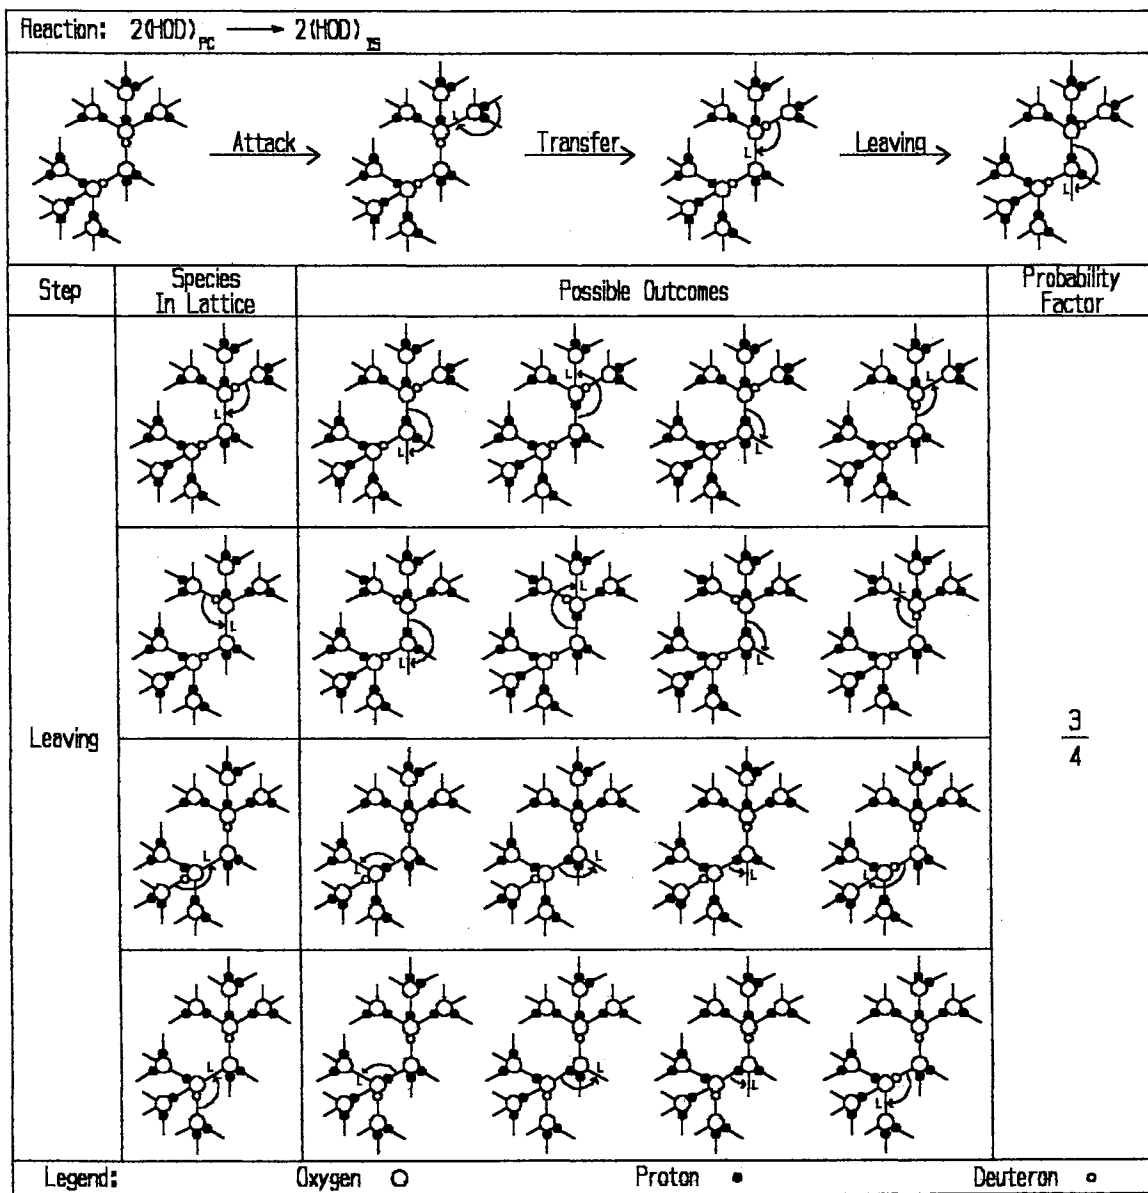 Reaction: 2(HOD)PC → 2(HOD)IS
L
Attack Transfer Leaving
L
L
Step Species In Lattice Possible Outcomes Probability Factor
L L L L L
L L L L L
Leaving
3/4
L L L L L
L L L L L
Legend: Oxygen Proton Deuteron